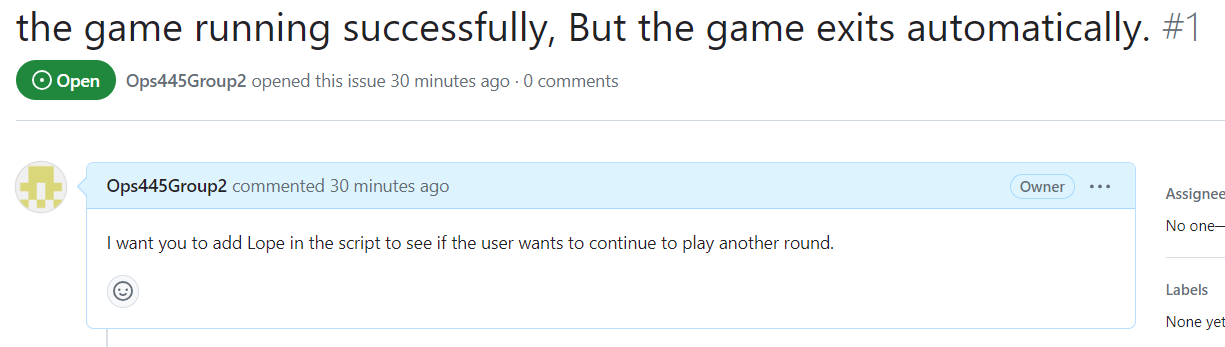 the game running successfully, But the game exits automatically. #1
Open Ops445Group2 opened this issue 30 minutes ago · 0 comments
Ops445Group2 commented 30 minutes ago Owner ···
I want you to add Lope in the script to see if the user wants to continue to play another round.
Assignee
No one—
Labels
None yet